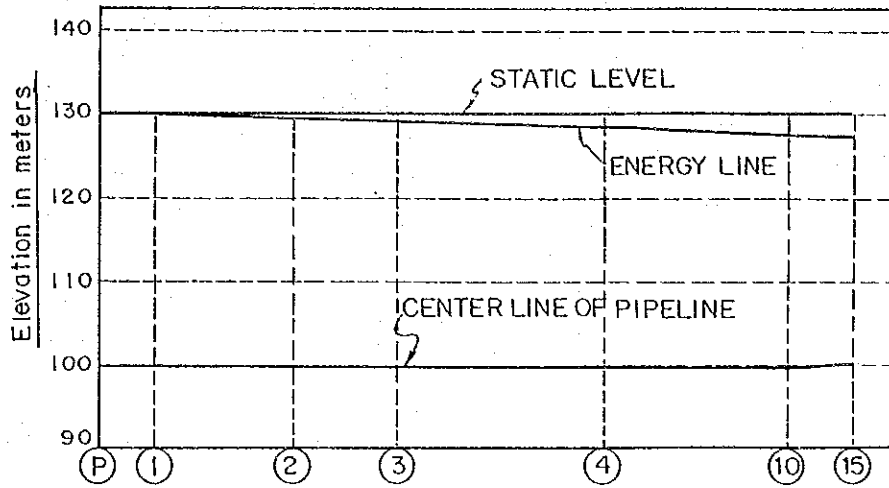 140
STATIC LEVEL
130
ENERGY LINE
120
Elevation in meters
110
CENTER LINE OF PIPELINE
100
90
P 1 2 3 4 10 15